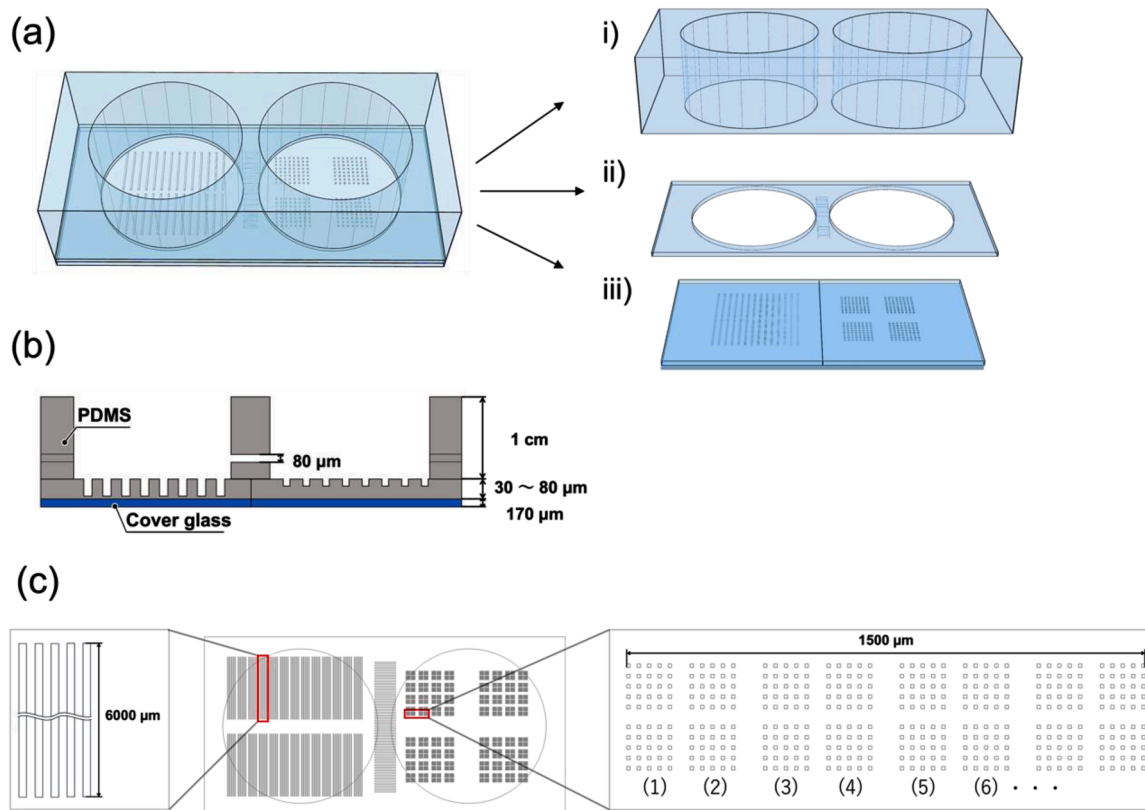 (a)
i)
ii)
iii)
(b)
PDMS
80 μm
1 cm
30 ～ 80 μm
170 μm
Cover glass
(c)
6000 μm
1500 μm
(1) (2) (3) (4) (5) (6) ・ ・ ・